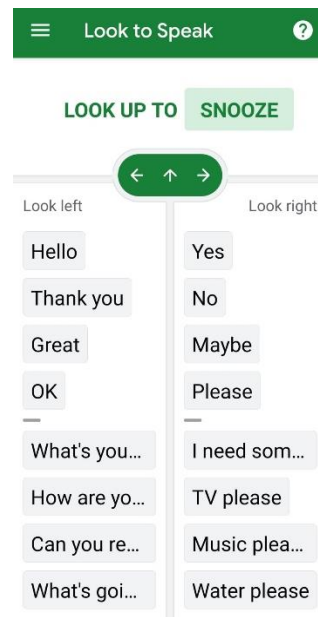 Look to Speak
LOOK UP TO SNOOZE
Look left
Look right
Hello
Thank you
Great
OK
What's you...
How are yo...
Can you re...
What's goi...
Yes
No
Maybe
Please
I need som...
TV please
Music plea...
Water please